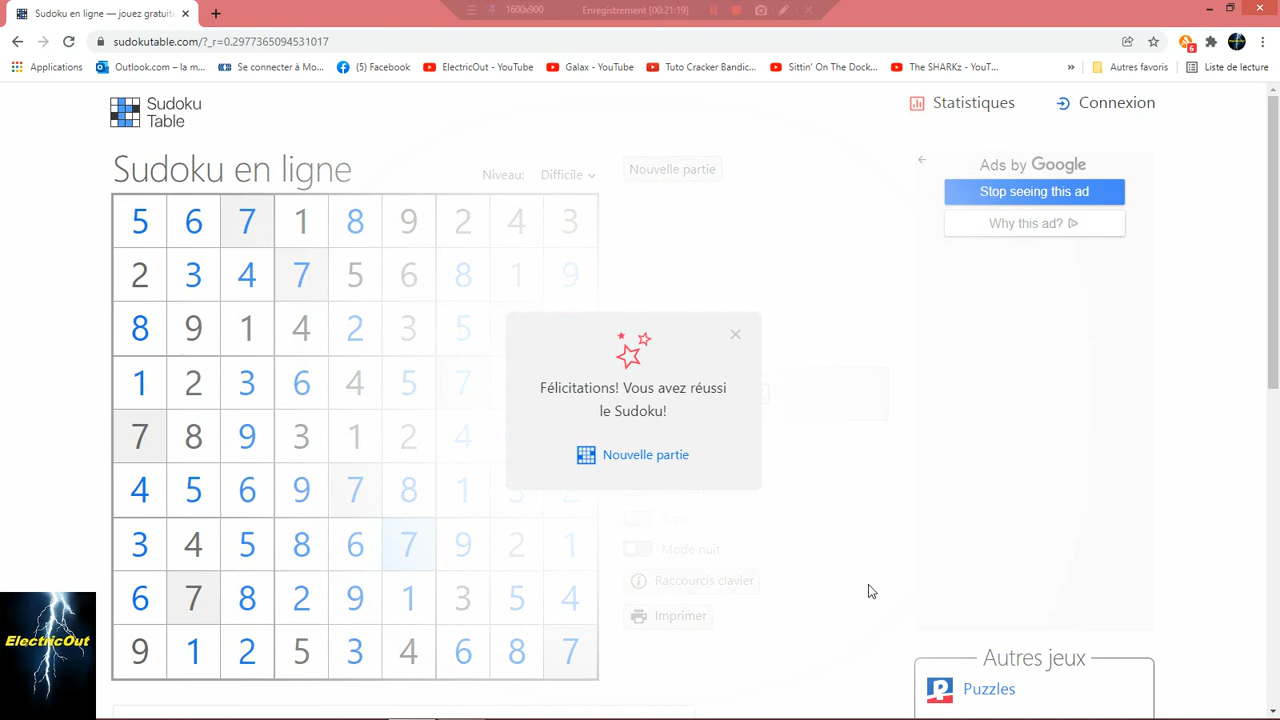 Sudoku en ligne — jouez gratuite
1600x900
Enregistrement [00:21:19]
sudokutable.com/?_r=0.2977365094531017
6
Applications
Outlook.com – la m...
Se connecter à Mo...
(5) Facebook
ElectricOut - YouTube
Galax - YouTube
Tuto Cracker Bandic...
Sittin' On The Dock...
The SHARKz - YouT...
»
Autres favoris
Liste de lecture
Sudoku
Table
Statistiques
Connexion
Sudoku en ligne
Niveau:
Difficile
Nouvelle partie
Ads by Google
Stop seeing this ad
Why this ad?
5 6 7 1 8 9 2 4 3
2 3 4 7 5 6 8 1 9
8 9 1 4 2 3 5
1 2 3 6 4 5 7
7 8 9 3 1 2 4
4 5 6 9 7 8 1
3 4 5 8 6 7 9 2 1
6 7 8 2 9 1 3 5 4
9 1 2 5 3 4 6 8 7
Félicitations! Vous avez réussi
le Sudoku!
Nouvelle partie
Mode nuit
Raccourcis clavier
Imprimer
ElectricOut
Autres jeux
Puzzles